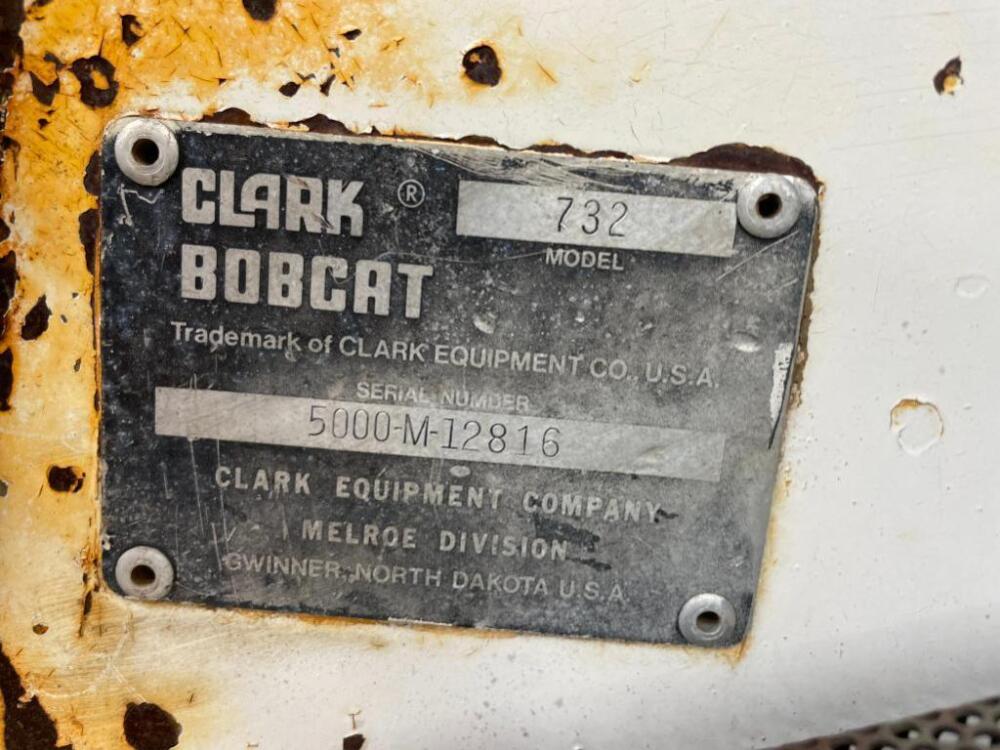 CLARK ®
BOBCAT
732
MODEL
Trademark of CLARK EQUIPMENT CO., U.S.A.
SERIAL NUMBER
5000-M-12816
CLARK EQUIPMENT COMPANY
MELROE DIVISION
GWINNER, NORTH DAKOTA U.S.A.